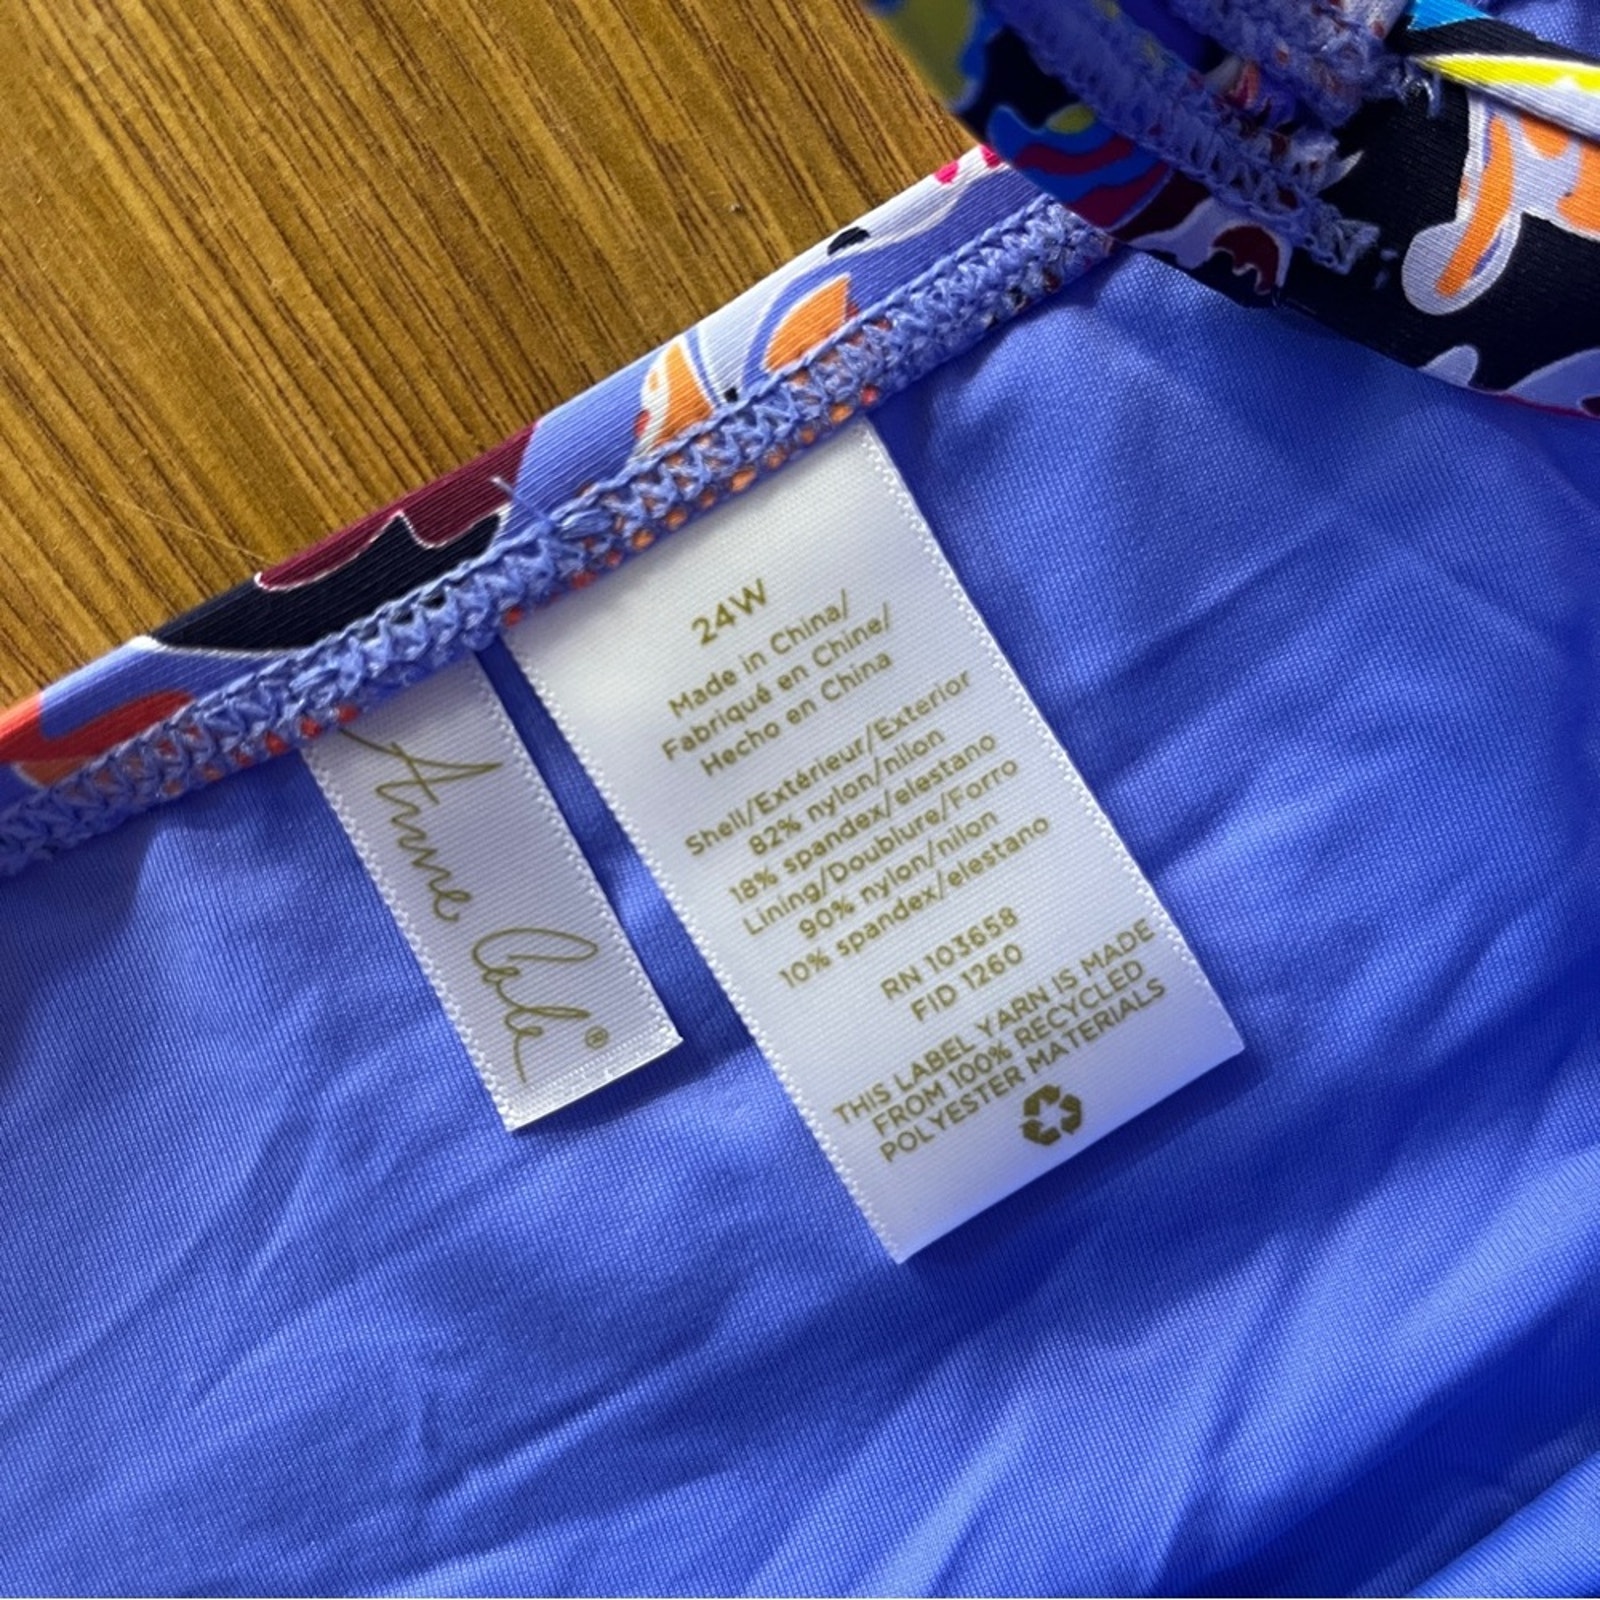 Anne Cole®
24W
Made in China/
Fabriqué en Chine/
Hecho en China
Shell/Extérieur/Exterior
82% nylon/nilon
18% spandex/elestano
Lining/Doublure/Forro
90% nylon/nilon
10% spandex/elestano
RN 103658
FID 1260
THIS LABEL YARN IS MADE
FROM 100% RECYCLED
POLYESTER MATERIALS